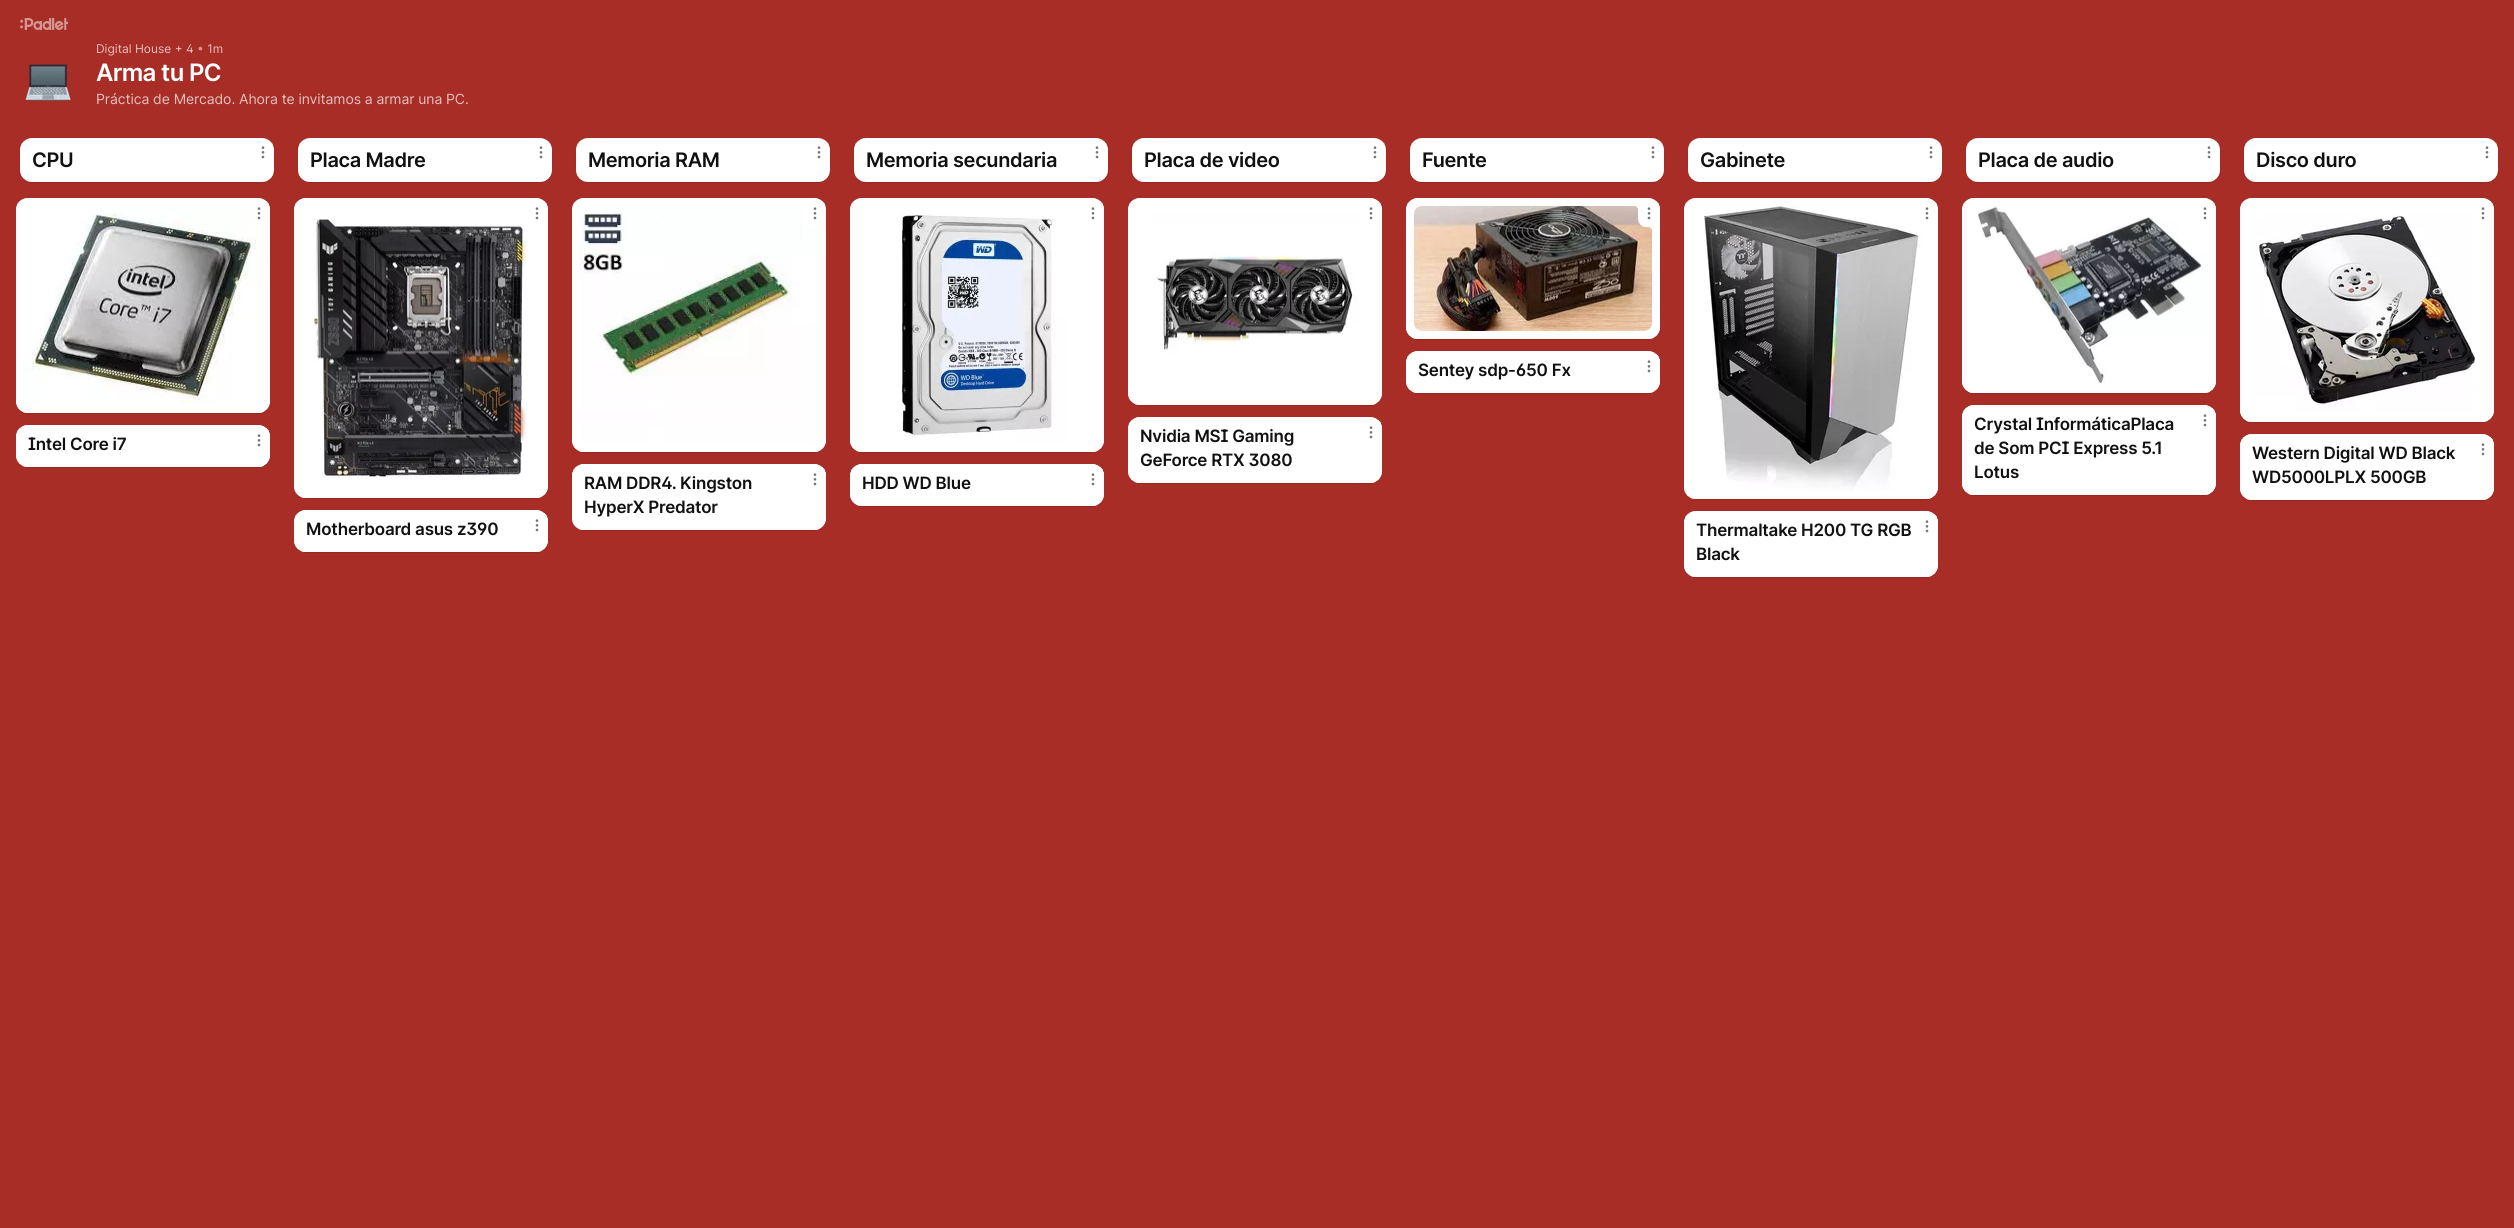 :Padlet
Digital House + 4 • 1m
Arma tu PC
Práctica de Mercado. Ahora te invitamos a armar una PC.
CPU
intel
Core™ i7
Intel Core i7
Placa Madre
Motherboard asus z390
Memoria RAM
8GB
RAM DDR4. Kingston
HyperX Predator
Memoria secundaria
WD
WD Blue
HDD WD Blue
Placa de video
Nvidia MSI Gaming
GeForce RTX 3080
Fuente
Sentey sdp-650 Fx
Gabinete
Thermaltake H200 TG RGB
Black
Placa de audio
Crystal InformáticaPlaca
de Som PCI Express 5.1
Lotus
Disco duro
Western Digital WD Black
WD5000LPLX 500GB